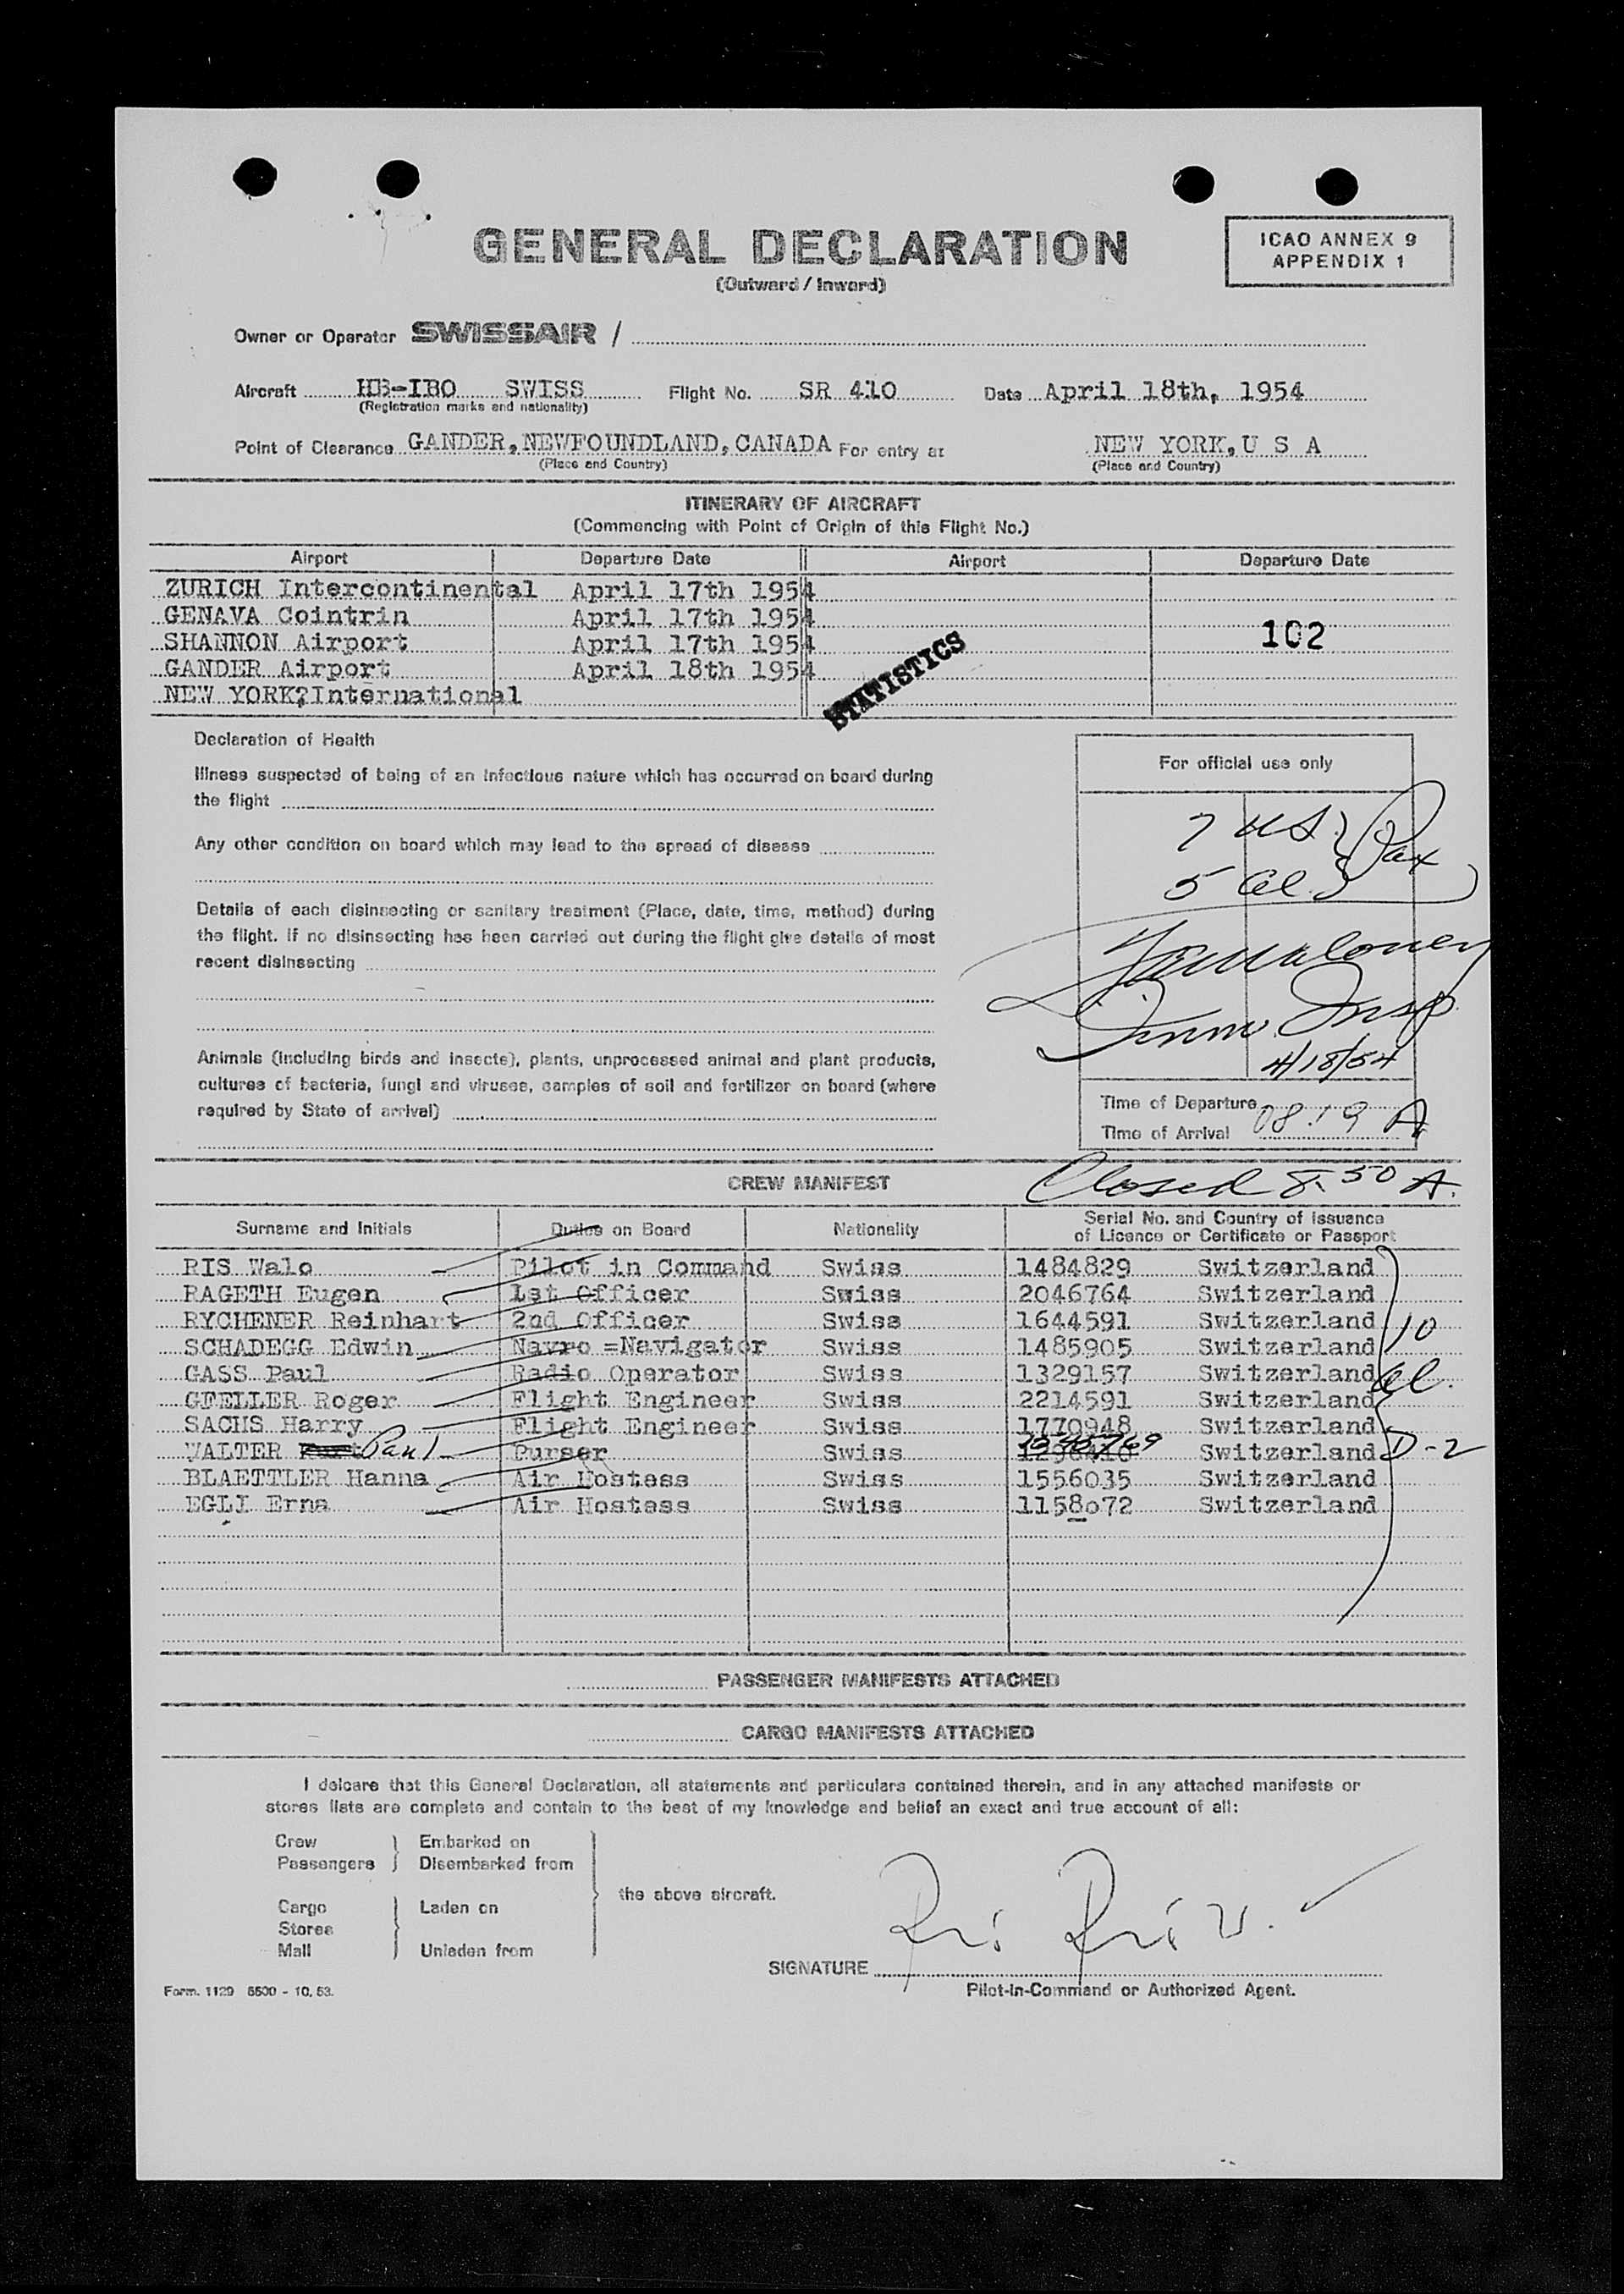 GENERAL DECLARATION
(Outward / Inward)
ICAO ANNEX 9
APPENDIX 1
Owner or Operator SWISSAIR /
Aircraft HB-IBO SWISS Flight No. SR 410 Date April 18th, 1954
(Registration marks and nationality)
Point of Clearance GANDER, NEWFOUNDLAND, CANADA For entry at NEW YORK, U S A
(Place and Country) (Place and Country)
ITINERARY OF AIRCRAFT
(Commencing with Point of Origin of this Flight No.)
Airport Departure Date Airport Departure Date
ZURICH Intercontinental April 17th 1954
GENAVA Cointrin April 17th 1954
SHANNON Airport April 17th 1954 102
GANDER Airport April 18th 1954
NEW YORK?International
STATISTICS
Declaration of Health
Illness suspected of being of an infectious nature which has occurred on board during
the flight
Any other condition on board which may lead to the spread of disease
Details of each disinsecting or sanitary treatment (Place, date, time, method) during
the flight. If no disinsecting has been carried out during the flight give details of most
recent disinsecting
Animals (including birds and insects), plants, unprocessed animal and plant products,
cultures of bacteria, fungi and viruses, samples of soil and fertilizer on board (where
required by State of arrival)
For official use only
7 US. } Pax
5 al.
Maloney
Imm. Insp.
4/18/54
Time of Departure
Time of Arrival 08:19 A
Closed 8:50 A.
CREW MANIFEST
Surname and Initials Duties on Board Nationality Serial No. and Country of Issuance
of Licence or Certificate or Passport
RIS Walo Pilot in Command Swiss 1484829 Switzerland
RAGETH Eugen 1st Officer Swiss 2046764 Switzerland
RYCHENER Reinhart 2nd Officer Swiss 1644591 Switzerland 10
SCHADEGG Edwin Navro =Navigator Swiss 1485905 Switzerland
GASS Paul Radio Operator Swiss 1329157 Switzerland al.
GFELLER Roger Flight Engineer Swiss 2214591 Switzerland
SACHS Harry Flight Engineer Swiss 1770948 Switzerland
WALTER Paul Purser Swiss Switzerland D-2
BLAETTLER Hanna Air Hostess Swiss 1556035 Switzerland
EGLI Erna Air Hostess Swiss 1158o72 Switzerland
PASSENGER MANIFESTS ATTACHED
CARGO MANIFESTS ATTACHED
I delcare that this General Declaration, all statements and particulars contained therein, and in any attached manifests or
stores lists are complete and contain to the best of my knowledge and belief an exact and true account of all:
Crew } Embarked on
Passengers } Disembarked from
the above aircraft.
Cargo Laden on
Stores
Mail Unladen from
Ris Ris W.
SIGNATURE
Pilot-in-Command or Authorized Agent.
Form. 1129 5500 - 10. 53.